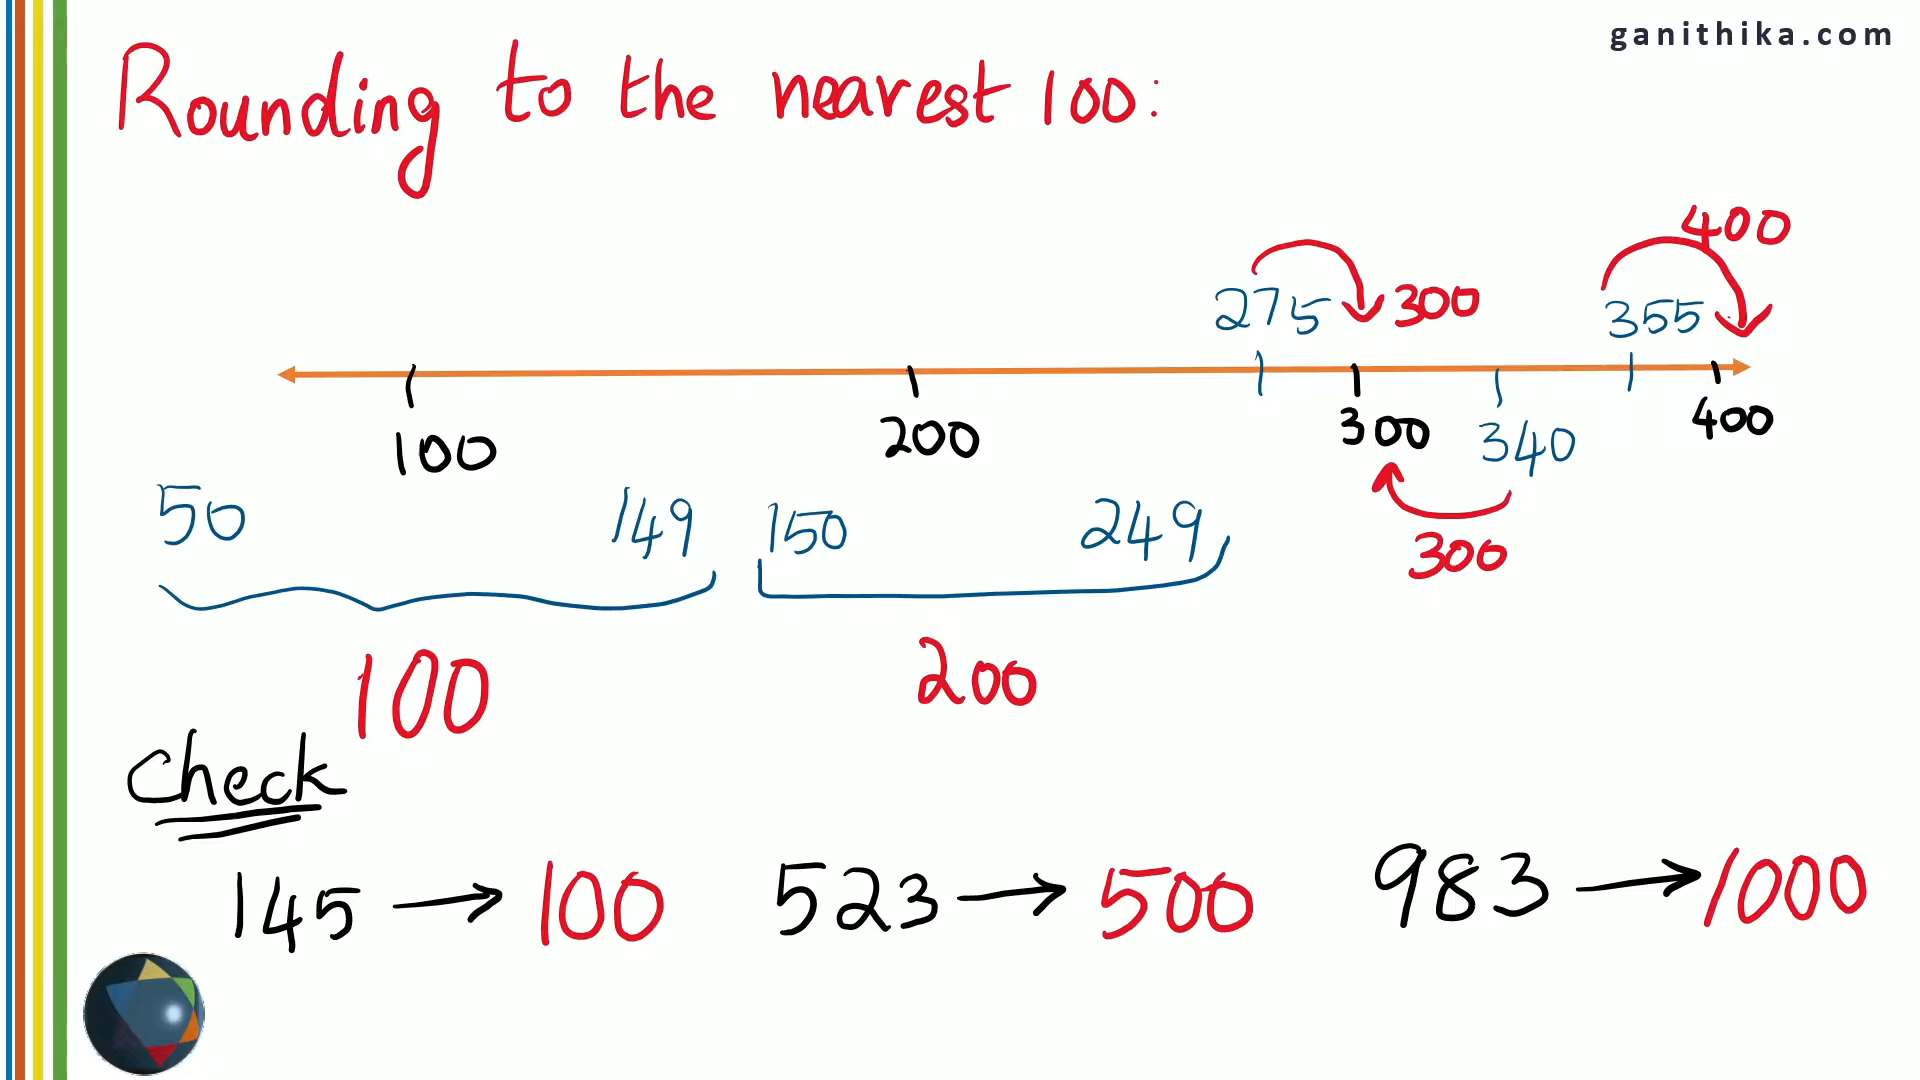 ganithika.com
Rounding to the nearest 100:
400
275 300 355
100 200 300 340 400
50 149 150 249
300
100 200
Check
145 → 100 523 → 500 983 → 1000